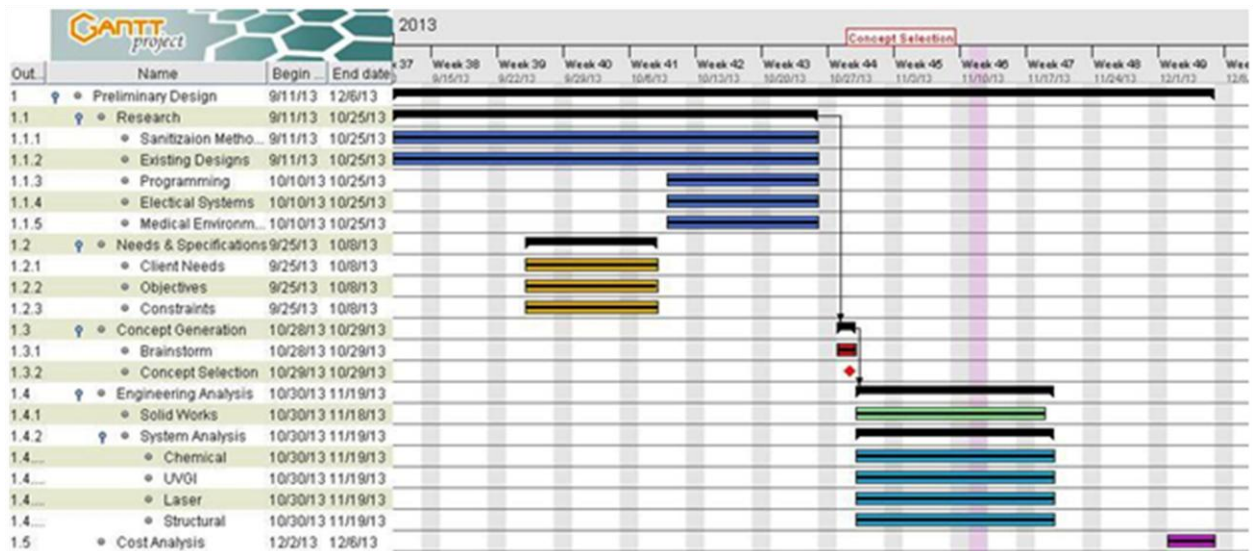 GANTT
project
2013
Concept Selection
k 37 Week 38 Week 39 Week 40 Week 41 Week 42 Week 43 Week 44 Week 45 Week 46 Week 47 Week 48 Week 49 Wee
9/15/13 9/22/13 9/29/13 10/6/13 10/13/13 10/20/13 10/27/13 11/3/13 11/10/13 11/17/13 11/24/13 12/1/13 12/8
Out... Name Begin ... End date
1 Preliminary Design 9/11/13 12/6/13
1.1 Research 9/11/13 10/25/13
1.1.1 Sanitizaion Metho... 9/11/13 10/25/13
1.1.2 Existing Designs 9/11/13 10/25/13
1.1.3 Programming 10/10/13 10/25/13
1.1.4 Electical Systems 10/10/13 10/25/13
1.1.5 Medical Environm... 10/10/13 10/25/13
1.2 Needs & Specifications 9/25/13 10/8/13
1.2.1 Client Needs 9/25/13 10/8/13
1.2.2 Objectives 9/25/13 10/8/13
1.2.3 Constraints 9/25/13 10/8/13
1.3 Concept Generation 10/28/13 10/29/13
1.3.1 Brainstorm 10/28/13 10/29/13
1.3.2 Concept Selection 10/29/13 10/29/13
1.4 Engineering Analysis 10/30/13 11/19/13
1.4.1 Solid Works 10/30/13 11/18/13
1.4.2 System Analysis 10/30/13 11/19/13
1.4.... Chemical 10/30/13 11/19/13
1.4.... UVGI 10/30/13 11/19/13
1.4.... Laser 10/30/13 11/19/13
1.4.... Structural 10/30/13 11/19/13
1.5 Cost Analysis 12/2/13 12/6/13